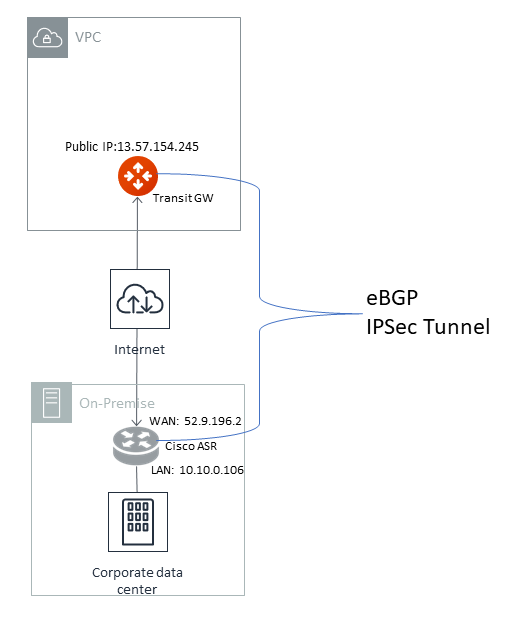 VPC
Public IP:13.57.154.245
Transit GW
Internet
eBGP
IPSec Tunnel
On-Premise
WAN: 52.9.196.2
Cisco ASR
LAN: 10.10.0.106
Corporate data
center